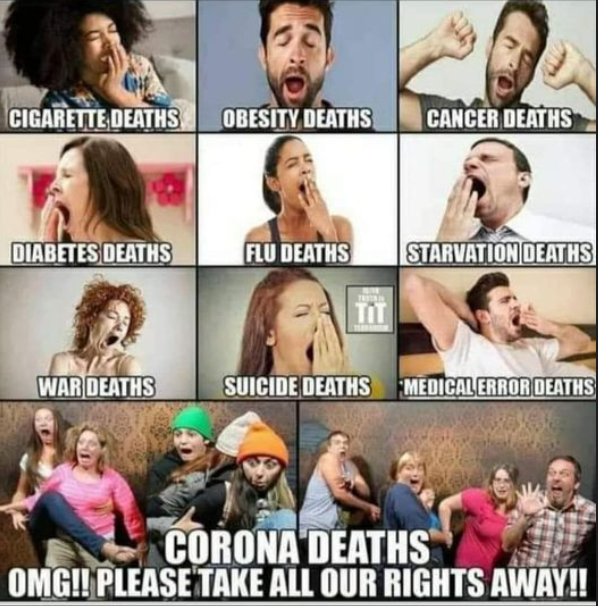 CIGARETTE DEATHS
OBESITY DEATHS
CANCER DEATHS
DIABETES DEATHS
FLU DEATHS
STARVATION DEATHS
TiT
WAR DEATHS
SUICIDE DEATHS
MEDICAL ERROR DEATHS
CORONA DEATHS
OMG!! PLEASE TAKE ALL OUR RIGHTS AWAY!!